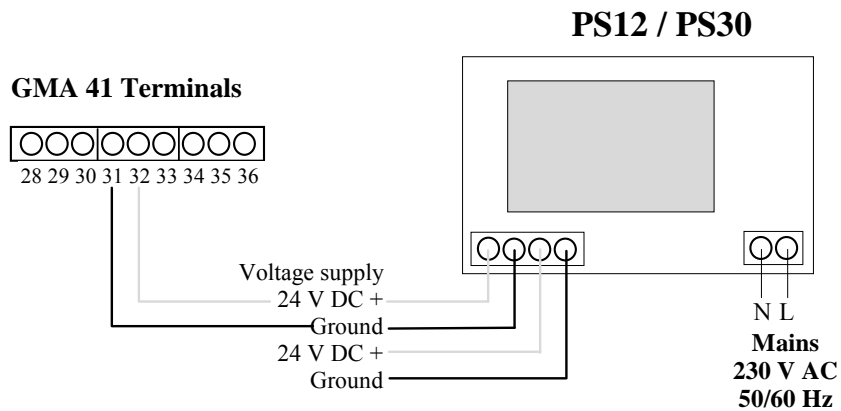 PS12 / PS30
GMA 41 Terminals
28 29 30 31 32 33 34 35 36
Voltage supply
24 V DC +
Ground
24 V DC +
Ground
N L
Mains
230 V AC
50/60 Hz